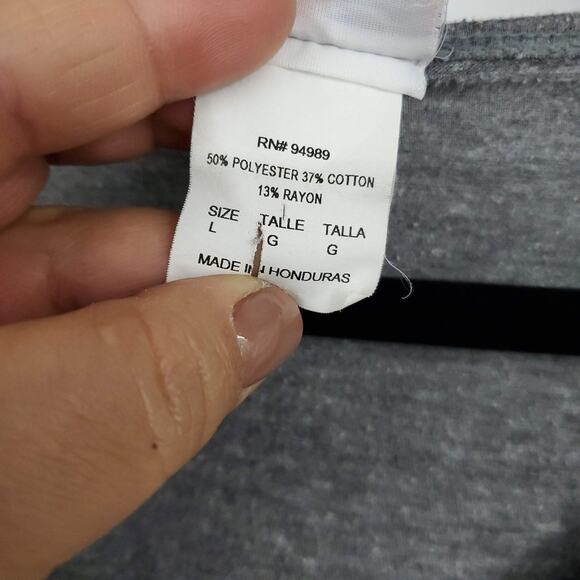 RN# 94989
50% POLYESTER 37% COTTON
13% RAYON
SIZE TALLE TALLA
L G G
MADE IN HONDURAS